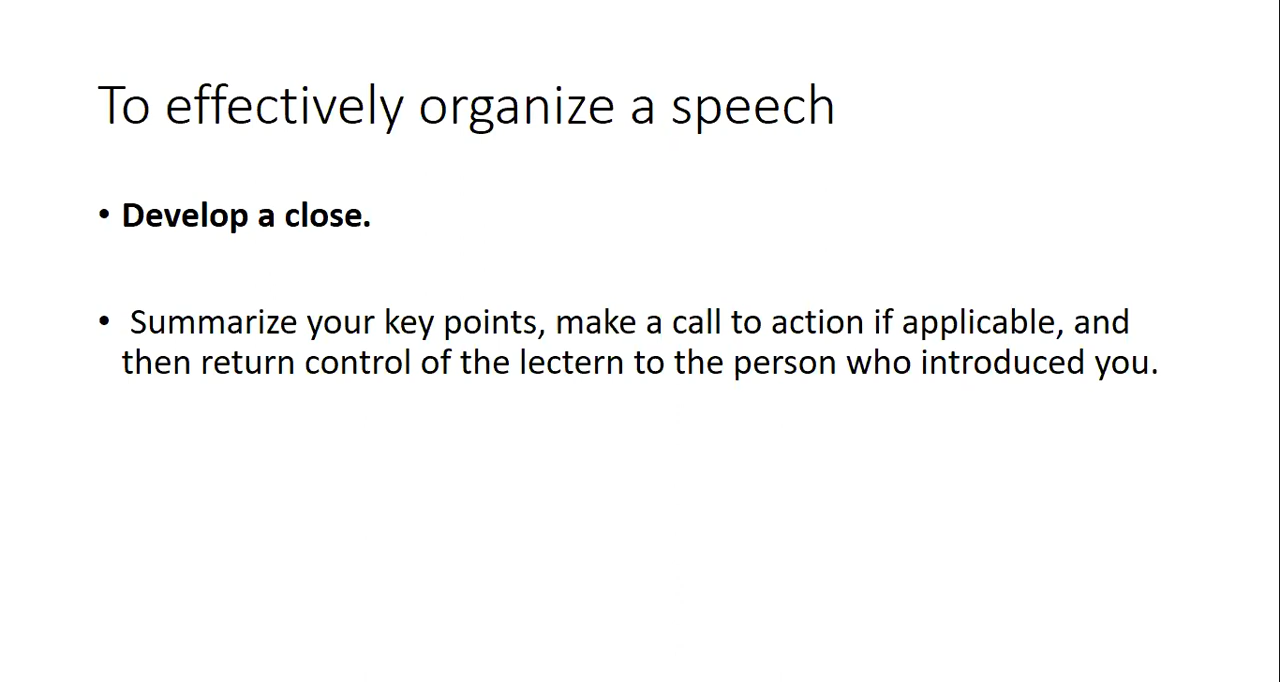 To effectively organize a speech
• Develop a close.
• Summarize your key points, make a call to action if applicable, and
then return control of the lectern to the person who introduced you.